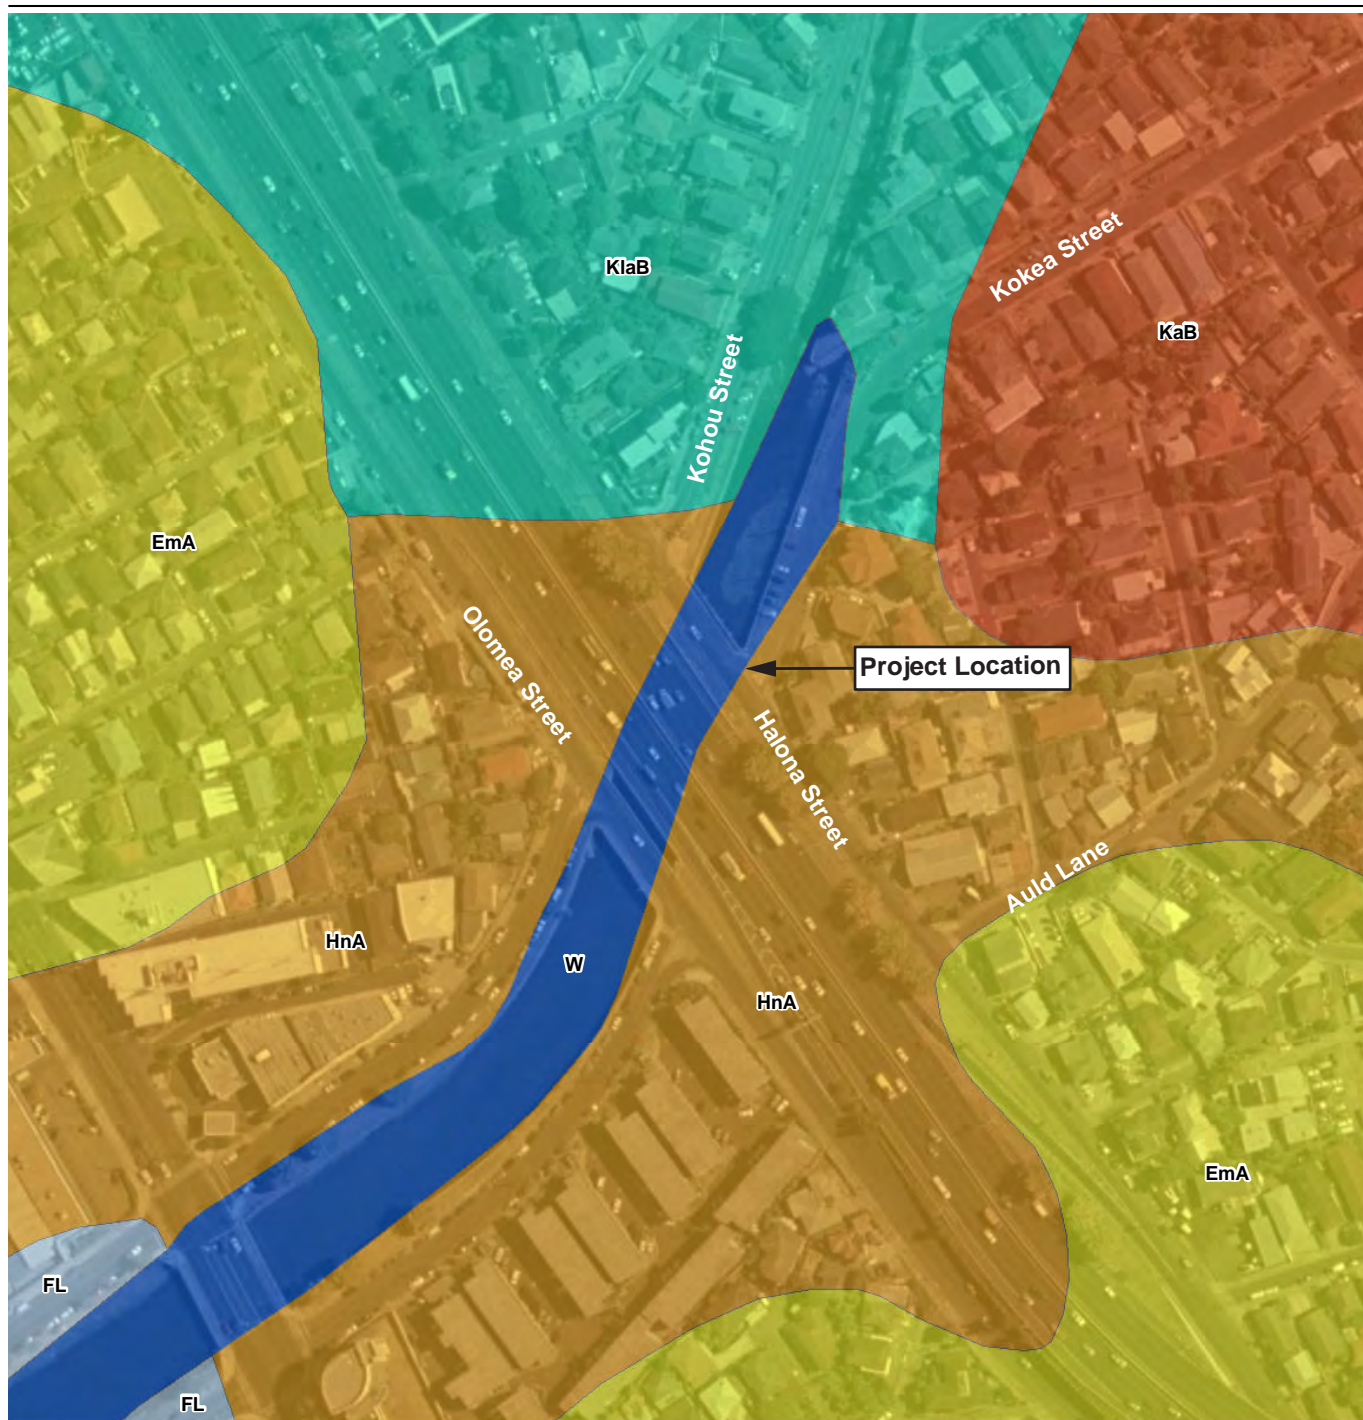 Kokea Street
KlaB
KaB
Kohou Street
EmA
Olomea Street
Project Location
Halona Street
Auld Lane
HnA
W
HnA
EmA
FL
FL